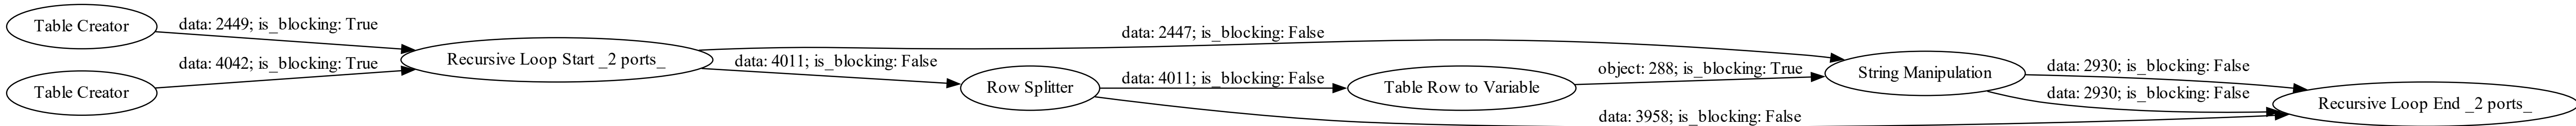 Table Creator
data: 2449; is_blocking: True
Table Creator
data: 4042; is_blocking: True
Recursive Loop Start _2 ports_
data: 2447; is_blocking: False
data: 4011; is_blocking: False
Row Splitter
data: 4011; is_blocking: False
Table Row to Variable
object: 288; is_blocking: True
String Manipulation
data: 2930; is_blocking: False
data: 2930; is_blocking: False
data: 3958; is_blocking: False
Recursive Loop End _2 ports_